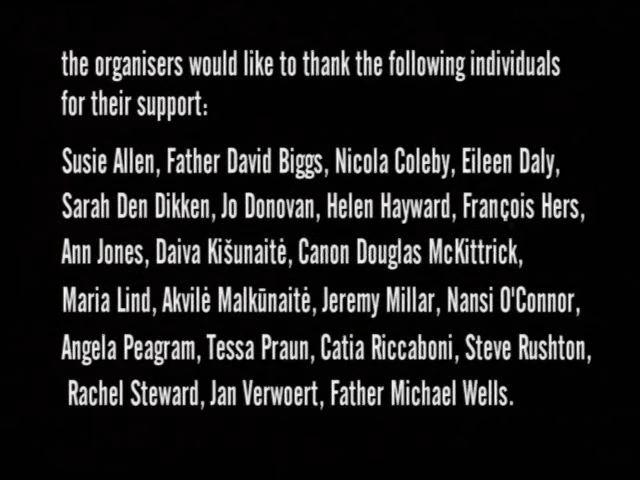 the organisers would like to thank the following individuals
for their support:
Susie Allen, Father David Biggs, Nicola Coleby, Eileen Daly,
Sarah Den Dikken, Jo Donovan, Helen Hayward, François Hers,
Ann Jones, Daiva Kišunaitė, Canon Douglas McKittrick,
Maria Lind, Akvilė Malkūnaitė, Jeremy Millar, Nansi O'Connor,
Angela Peagram, Tessa Praun, Catia Riccaboni, Steve Rushton,
Rachel Steward, Jan Verwoert, Father Michael Wells.